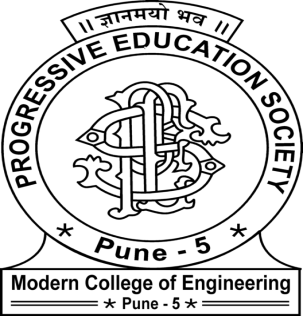 ॥ ज्ञानमयो भव ॥
PROGRESSIVE EDUCATION SOCIETY
* Pune - 5 *
Modern College of Engineering
* Pune - 5 *